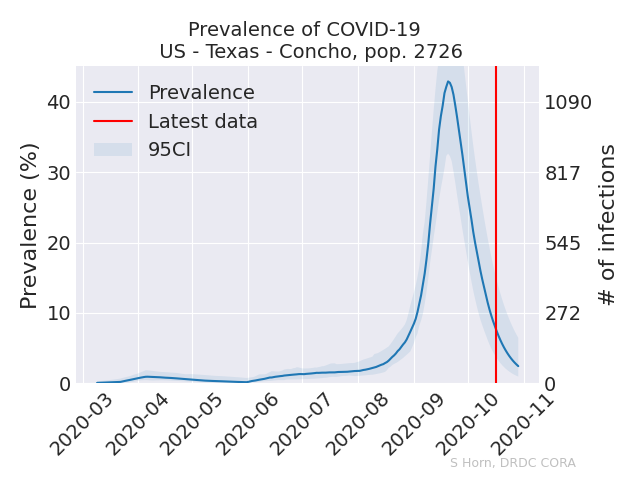 Prevalence of COVID-19
US - Texas - Concho, pop. 2726
Prevalence
Latest data
95CI
Prevalence (%)
40
30
20
10
0
1090
817
545
272
0
# of infections
2020-03
2020-04
2020-05
2020-06
2020-07
2020-08
2020-09
2020-10
2020-11
S Horn, DRDC CORA